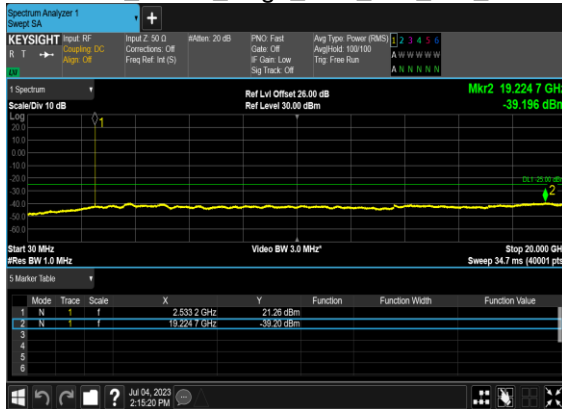 Spectrum Analyzer 1
Swept SA
+
KEYSIGHT
R T
LXI
Input: RF
Coupling: DC
Align: Off
Input Z: 50 Ω
Corrections: Off
Freq Ref: Int (S)
#Atten: 20 dB
PNO: Fast
Gate: Off
IF Gain: Low
Sig Track: Off
Avg Type: Power (RMS)
Avg|Hold: 100/100
Trig: Free Run
1 2 3 4 5 6
A W W W W W
A N N N N N
1 Spectrum
Scale/Div 10 dB
Ref Lvl Offset 26.00 dB
Ref Level 30.00 dBm
Mkr2 19.224 7 GHz
-39.196 dBm
Log
20.0
10.0
0.00
-10.0
-20.0
-30.0
-40.0
-50.0
-60.0
1
DL1 -25.00 dBm
2
Start 30 MHz
#Res BW 1.0 MHz
Video BW 3.0 MHz*
Stop 20.000 GH
Sweep 34.7 ms (40001 pts
5 Marker Table
Mode Trace Scale X Y Function Function Width Function Value
1 N 1 f 2.533 2 GHz 21.26 dBm
2 N 1 f 19.224 7 GHz -39.20 dBm
3
4
5
6
? Jul 04, 2023
2:15:20 PM